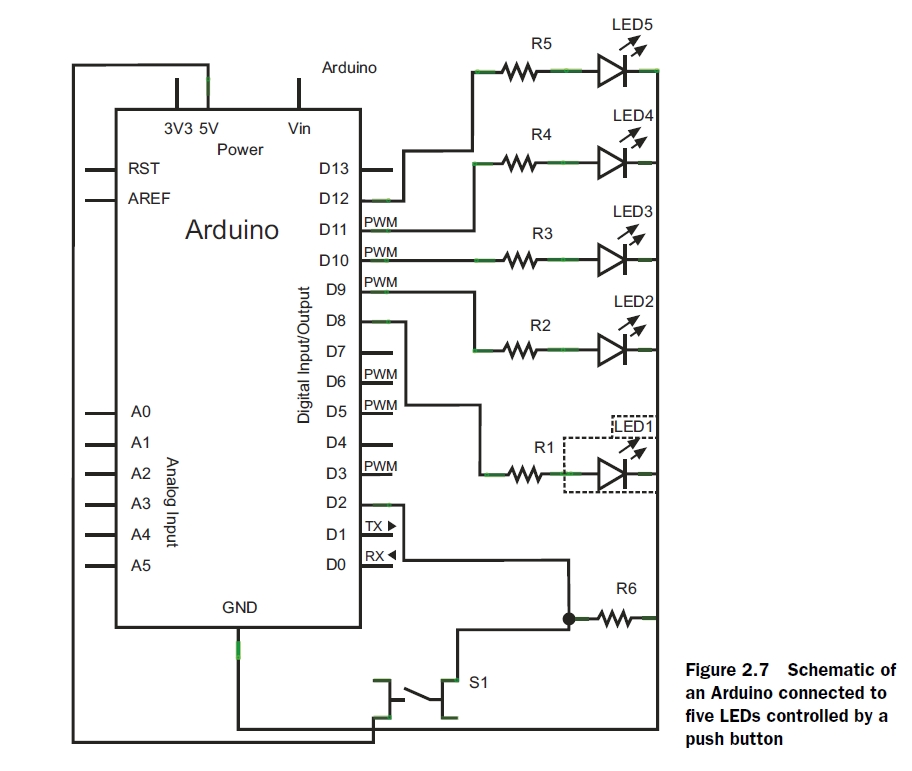 LED5
R5
Arduino
LED4
3V3 5V
Vin
R4
Power
RST
D13
AREF
D12
LED3
PWM
Arduino
D11
R3
PWM
D10
PWM
D9
LED2
Digital Input/Output
D8
R2
D7
PWM
D6
PWM
A0
D5
LED1
A1
D4
R1
PWM
A2
D3
Analog Input
A3
D2
TX
A4
D1
RX
A5
D0
R6
GND
S1
Figure 2.7 Schematic of
an Arduino connected to
five LEDs controlled by a
push button